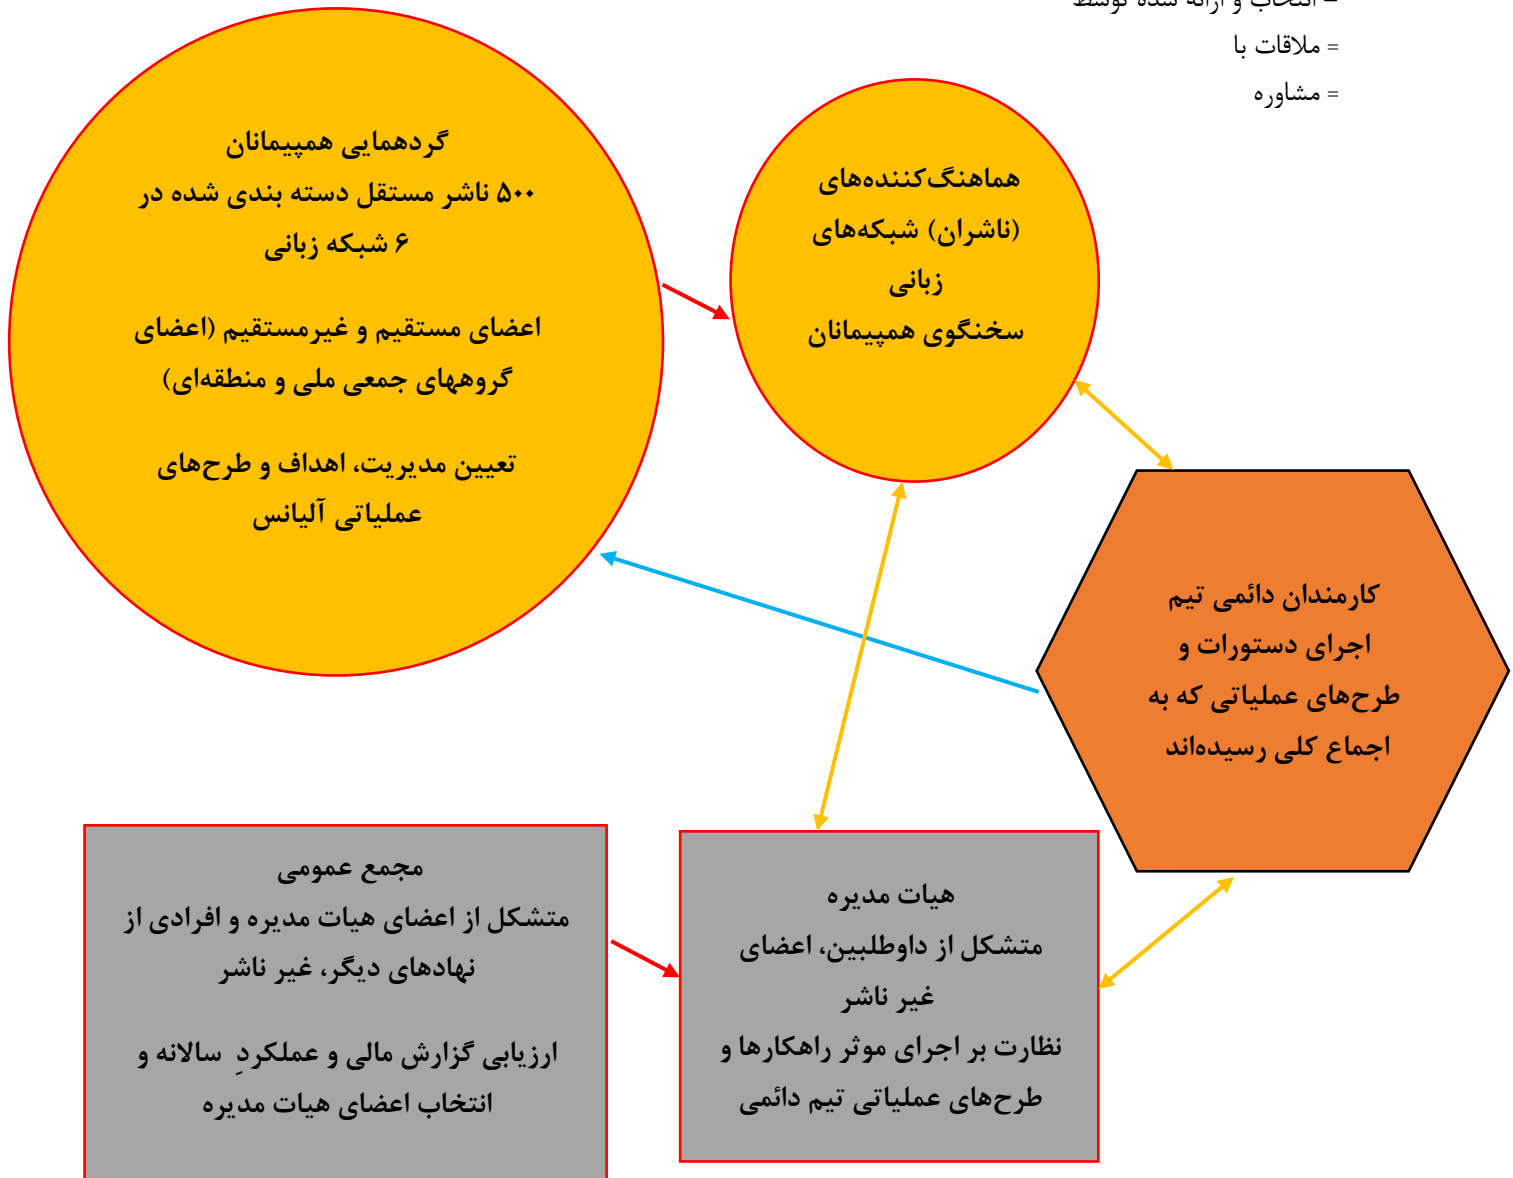 = انتخاب و ارائه شده توسط
= ملاقات با
= مشاوره
گردهمایی همپیمانان
۵۰۰ ناشر مستقل دسته بندی شده در
۶ شبکه زبانی
اعضای مستقیم و غیرمستقیم (اعضای
گروههای جمعی ملی و منطقه‌ای)
تعیین مدیریت، اهداف و طرح‌های
عملیاتی آلیانس
هماهنگ‌کننده‌های
(ناشران) شبکه‌های
زبانی
سخنگوی همپیمانان
کارمندان دائمی تیم
اجرای دستورات و
طرح‌های عملیاتی که به
اجماع کلی رسیده‌اند
مجمع عمومی
متشکل از اعضای هیات مدیره و افرادی از
نهادهای دیگر، غیر ناشر
ارزیابی گزارش مالی و عملکردِ سالانه و
انتخاب اعضای هیات مدیره
هیات مدیره
متشکل از داوطلبین، اعضای
غیر ناشر
نظارت بر اجرای موثر راهکارها و
طرح‌های عملیاتی تیم دائمی